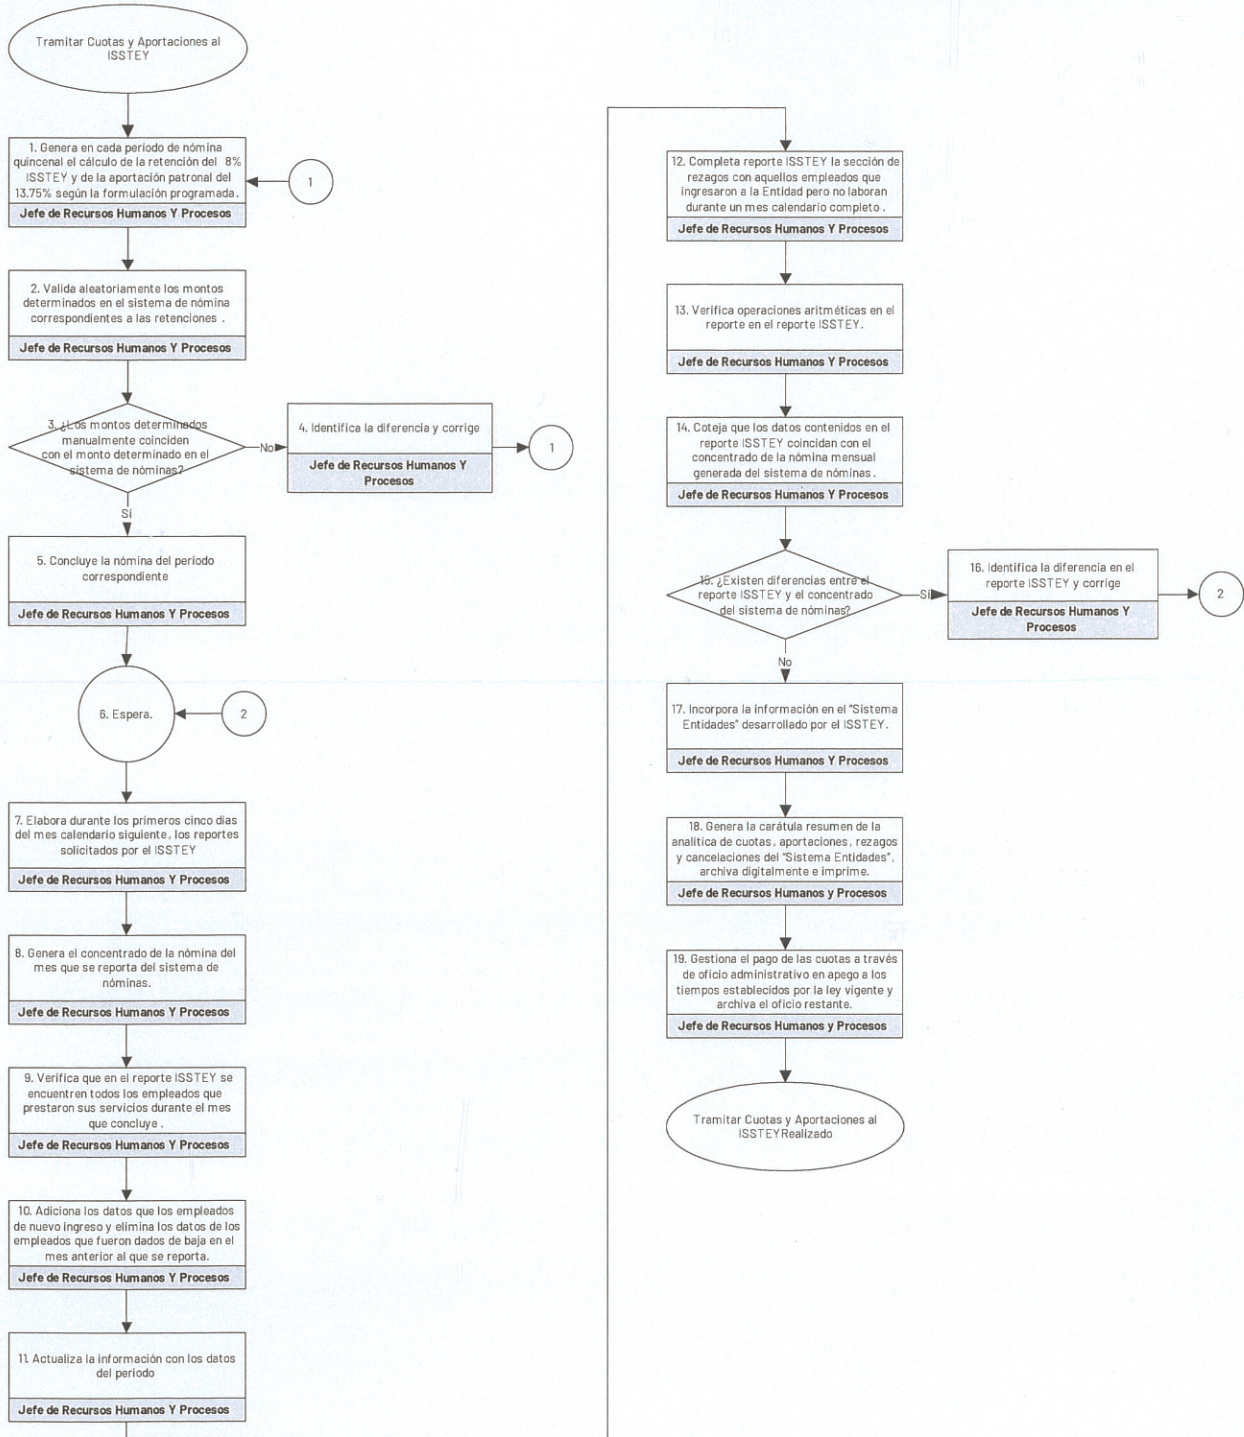 Tramitar Cuotas y Aportaciones al
ISSTEY
1. Genera en cada período de nómina
quincenal el cálculo de la retención del 8%
ISSTEY y de la aportación patronal del
13.75% según la formulación programada.
Jefe de Recursos Humanos Y Procesos
1
2. Valida aleatoriamente los montos
determinados en el sistema de nómina
correspondientes a las retenciones .
Jefe de Recursos Humanos Y Procesos
3. ¿Los montos determinados
manualmente coinciden
con el monto determinado en el
sistema de nóminas?
No
4. Identifica la diferencia y corrige
Jefe de Recursos Humanos Y
Procesos
1
Sí
5. Concluye la nómina del período
correspondiente
Jefe de Recursos Humanos Y Procesos
6. Espera.
2
7. Elabora durante los primeros cinco días
del mes calendario siguiente, los reportes
solicitados por el ISSTEY
Jefe de Recursos Humanos Y Procesos
8. Genera el concentrado de la nómina del
mes que se reporta del sistema de
nóminas.
Jefe de Recursos Humanos Y Procesos
9. Verifica que en el reporte ISSTEY se
encuentren todos los empleados que
prestaron sus servicios durante el mes
que concluye .
Jefe de Recursos Humanos Y Procesos
10. Adiciona los datos que los empleados
de nuevo ingreso y elimina los datos de los
empleados que fueron dados de baja en el
mes anterior al que se reporta.
Jefe de Recursos Humanos Y Procesos
11. Actualiza la información con los datos
del periodo
Jefe de Recursos Humanos Y Procesos
12. Completa reporte ISSTEY la sección de
rezagos con aquellos empleados que
ingresaron a la Entidad pero no laboran
durante un mes calendario completo .
Jefe de Recursos Humanos Y Procesos
13. Verifica operaciones aritméticas en el
reporte en el reporte ISSTEY.
Jefe de Recursos Humanos Y Procesos
14. Coteja que los datos contenidos en el
reporte ISSTEY coincidan con el
concentrado de la nómina mensual
generada del sistema de nóminas .
Jefe de Recursos Humanos Y Procesos
15. ¿Existen diferencias entre el
reporte ISSTEY y el concentrado
del sistema de nóminas?
Sí
16. Identifica la diferencia en el
reporte ISSTEY y corrige
Jefe de Recursos Humanos Y
Procesos
2
No
17. Incorpora la información en el "Sistema
Entidades" desarrollado por el ISSTEY.
Jefe de Recursos Humanos Y Procesos
18. Genera la carátula resumen de la
analítica de cuotas, aportaciones, rezagos
y cancelaciones del "Sistema Entidades",
archiva digitalmente e imprime.
Jefe de Recursos Humanos y Procesos
19. Gestiona el pago de las cuotas a través
de oficio administrativo en apego a los
tiempos establecidos por la ley vigente y
archiva el oficio restante.
Jefe de Recursos Humanos y Procesos
Tramitar Cuotas y Aportaciones al
ISSTEYRealizado